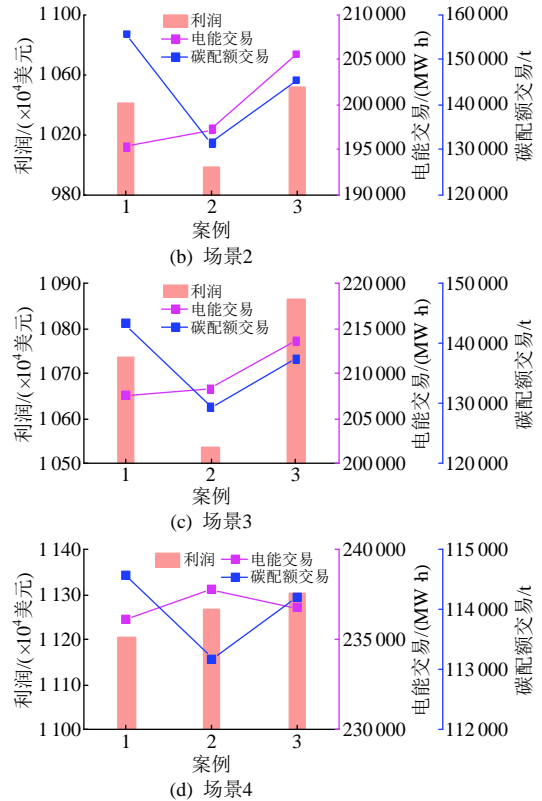 利润/(×10⁴美元)
1 100
1 060
1 020
980
利润
电能交易
碳配额交易
210 000
205 000
200 000
195 000
190 000
电能交易/(MW h)
160 000
150 000
140 000
130 000
120 000
碳配额交易/t
1 2 3
案例
(b) 场景2
利润/(×10⁴美元)
1 090
1 080
1 070
1 060
1 050
利润
电能交易
碳配额交易
220 000
215 000
210 000
205 000
200 000
电能交易/(MW h)
150 000
140 000
130 000
120 000
碳配额交易/t
1 2 3
案例
(c) 场景3
利润/(×10⁴美元)
1 140
1 130
1 120
1 110
1 100
利润 电能交易
碳配额交易
240 000
235 000
230 000
电能交易/(MW h)
115 000
114 000
113 000
112 000
碳配额交易/t
1 2 3
案例
(d) 场景4